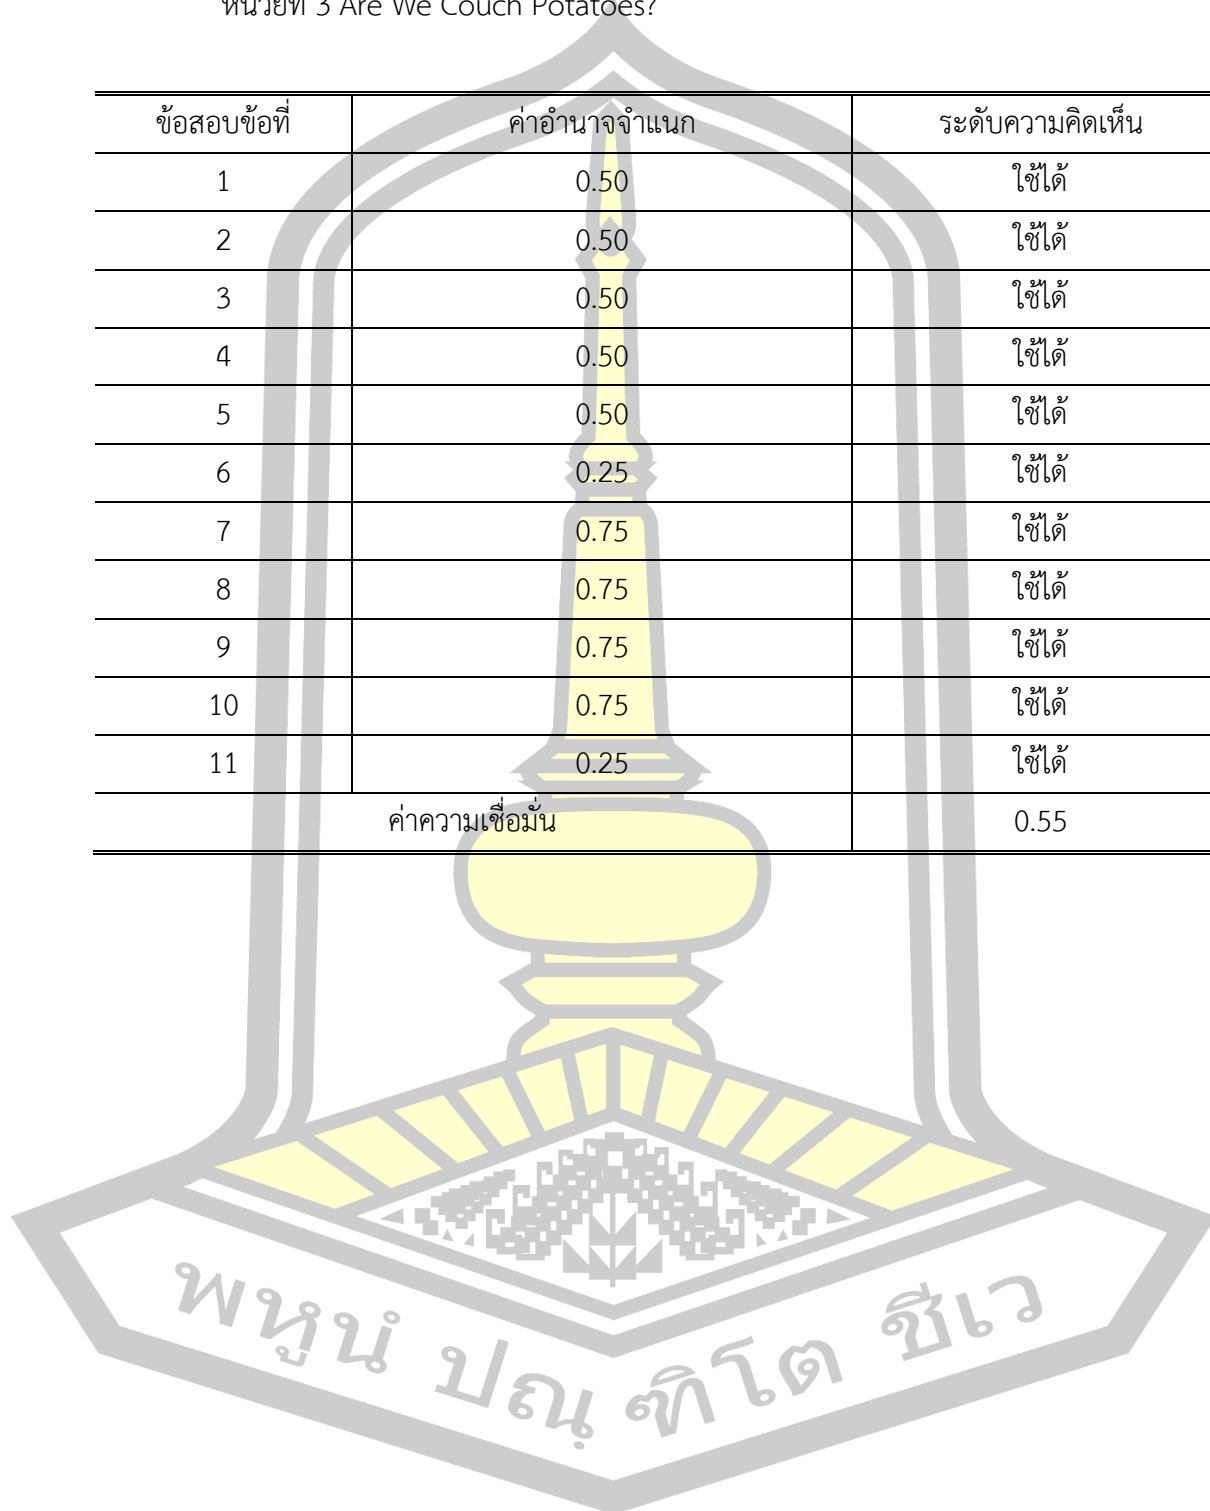 หน่วยที่ 3 Are We Couch Potatoes?
ข้อสอบข้อที่ ค่าอำนาจจำแนก ระดับความคิดเห็น
1 0.50 ใช้ได้
2 0.50 ใช้ได้
3 0.50 ใช้ได้
4 0.50 ใช้ได้
5 0.50 ใช้ได้
6 0.25 ใช้ได้
7 0.75 ใช้ได้
8 0.75 ใช้ได้
9 0.75 ใช้ได้
10 0.75 ใช้ได้
11 0.25 ใช้ได้
ค่าความเชื่อมั่น 0.55
พหูนํ ปณฺฑิโต ชีเว